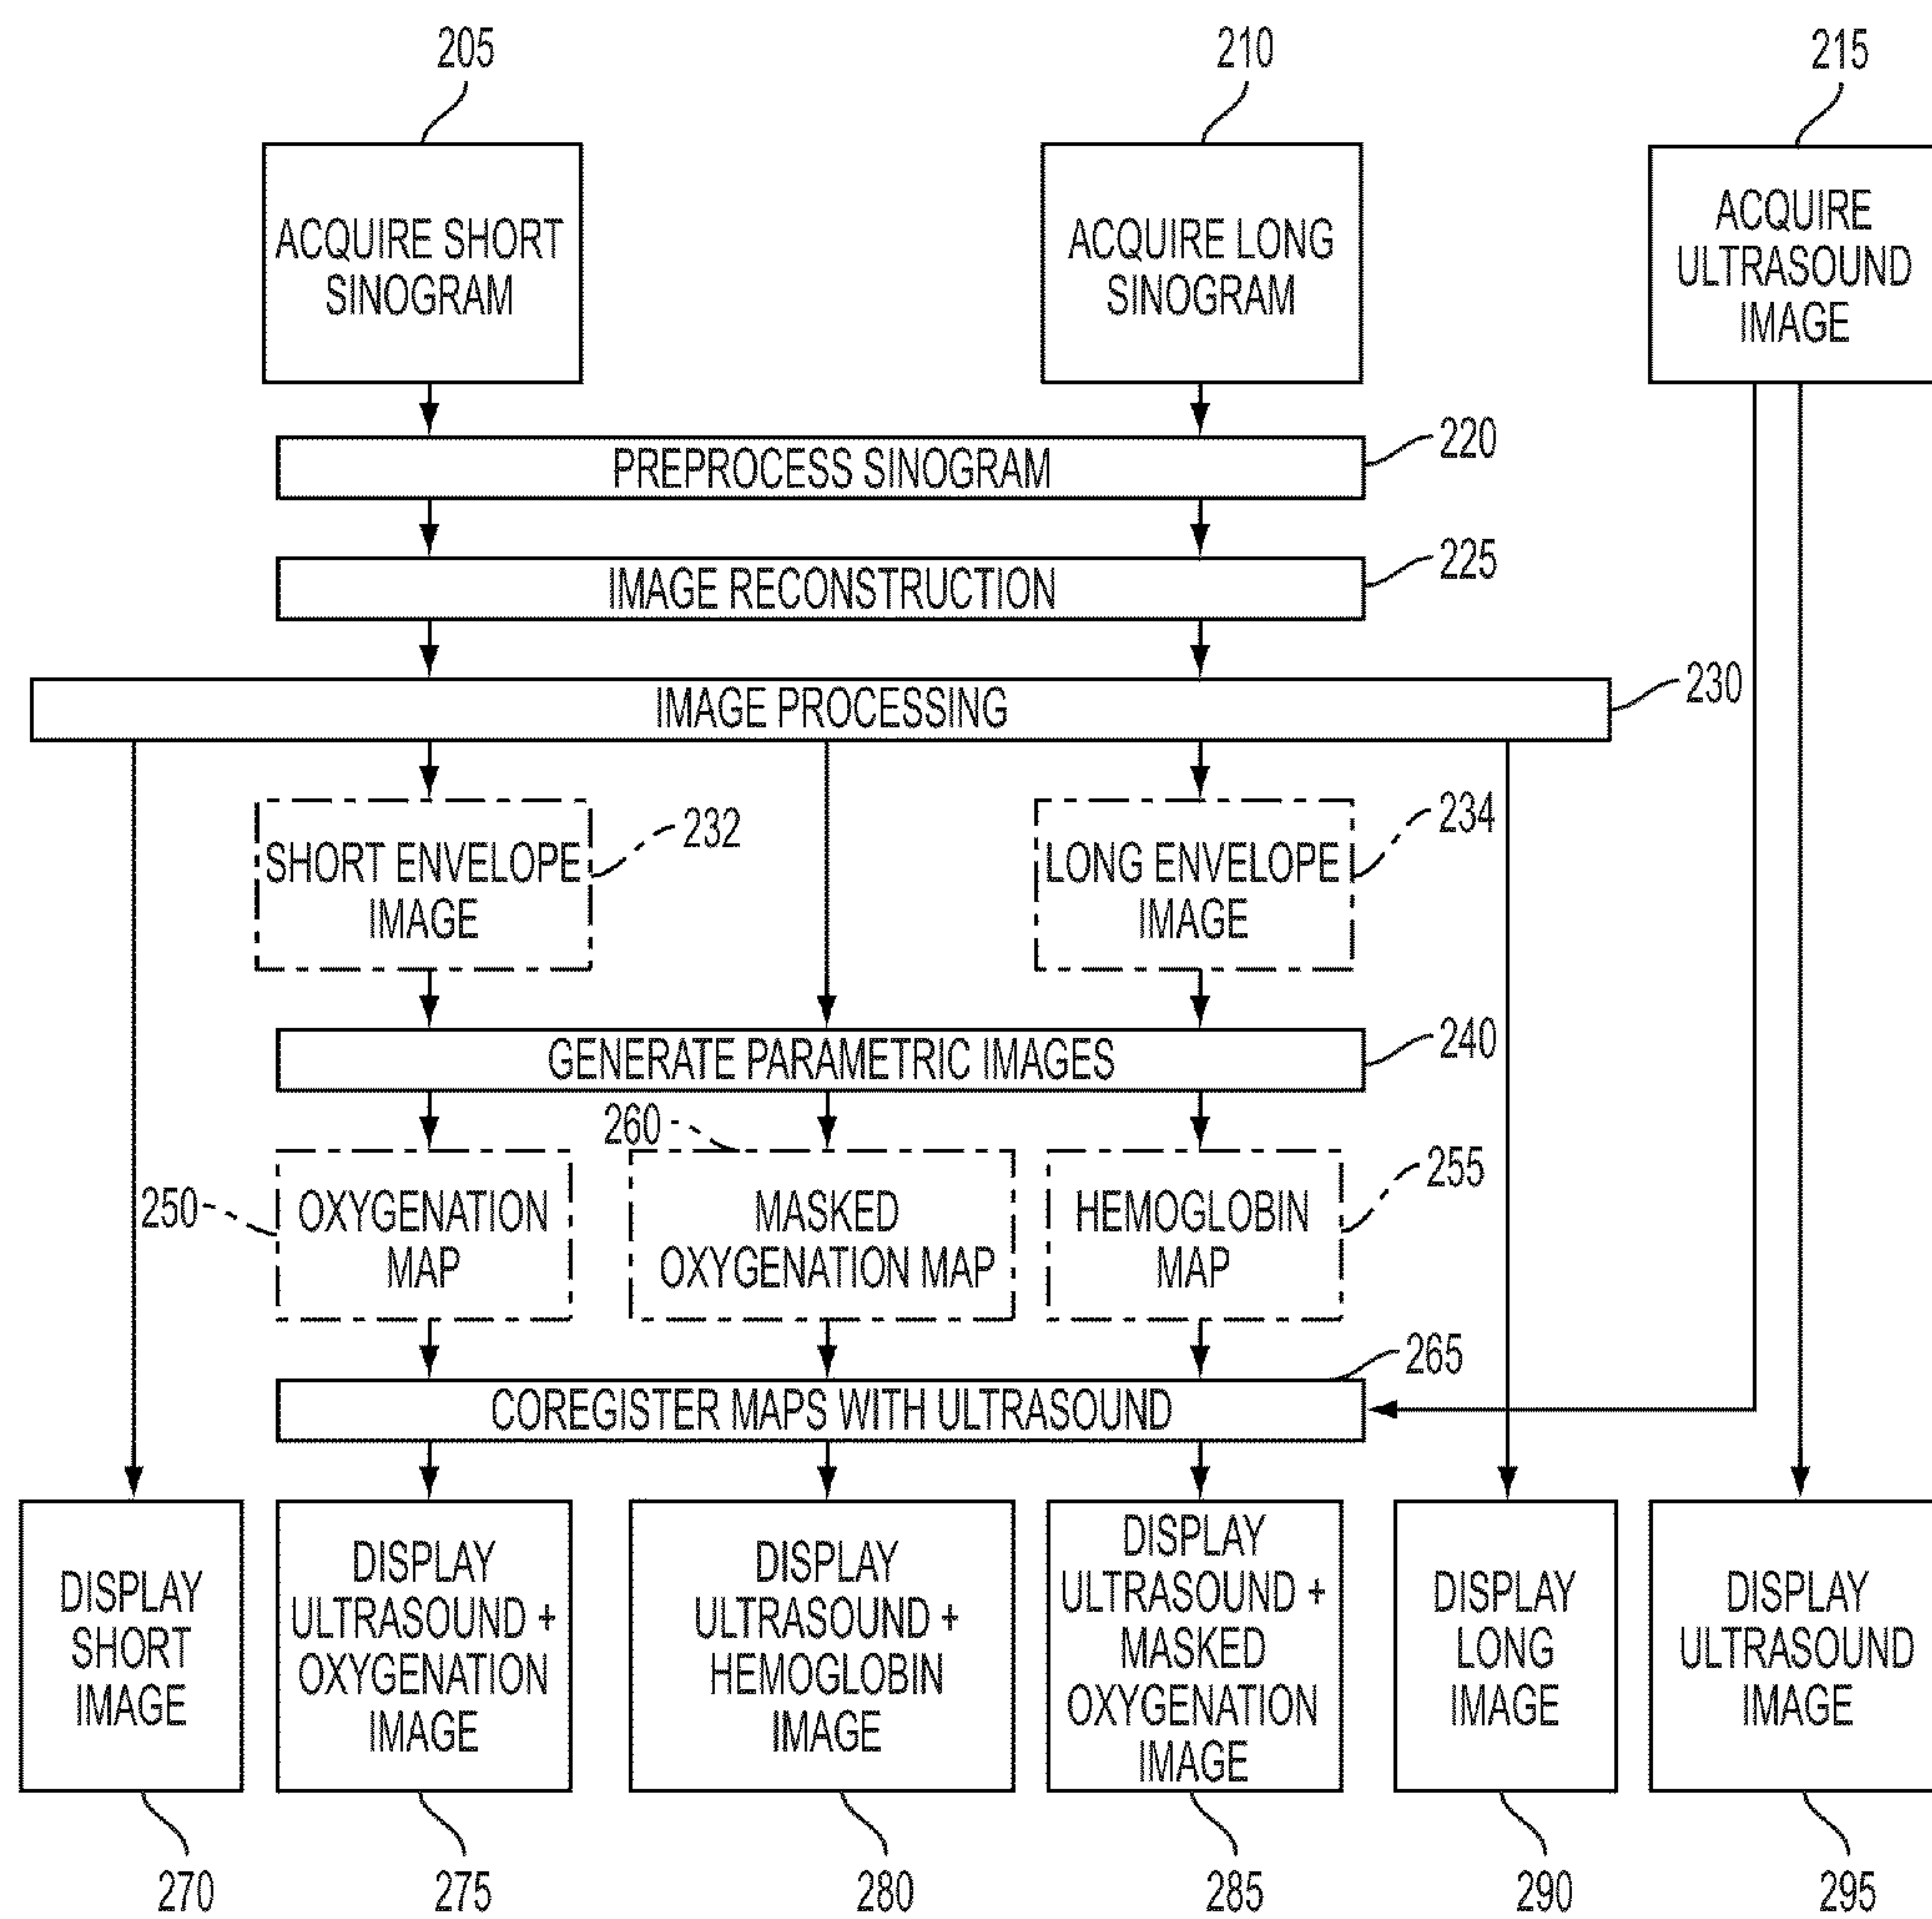 205
210
215
ACQUIRE SHORT
SINOGRAM
ACQUIRE LONG
SINOGRAM
ACQUIRE
ULTRASOUND
IMAGE
PREPROCESS SINOGRAM
220
IMAGE RECONSTRUCTION
225
IMAGE PROCESSING
230
SHORT ENVELOPE
IMAGE
232
LONG ENVELOPE
IMAGE
234
GENERATE PARAMETRIC IMAGES
240
250
OXYGENATION
MAP
260
MASKED
OXYGENATION MAP
HEMOGLOBIN
MAP
255
COREGISTER MAPS WITH ULTRASOUND
265
DISPLAY
SHORT
IMAGE
DISPLAY
ULTRASOUND +
OXYGENATION
IMAGE
DISPLAY
ULTRASOUND +
HEMOGLOBIN
IMAGE
DISPLAY
ULTRASOUND +
MASKED
OXYGENATION
IMAGE
DISPLAY
LONG
IMAGE
DISPLAY
ULTRASOUND
IMAGE
270
275
280
285
290
295